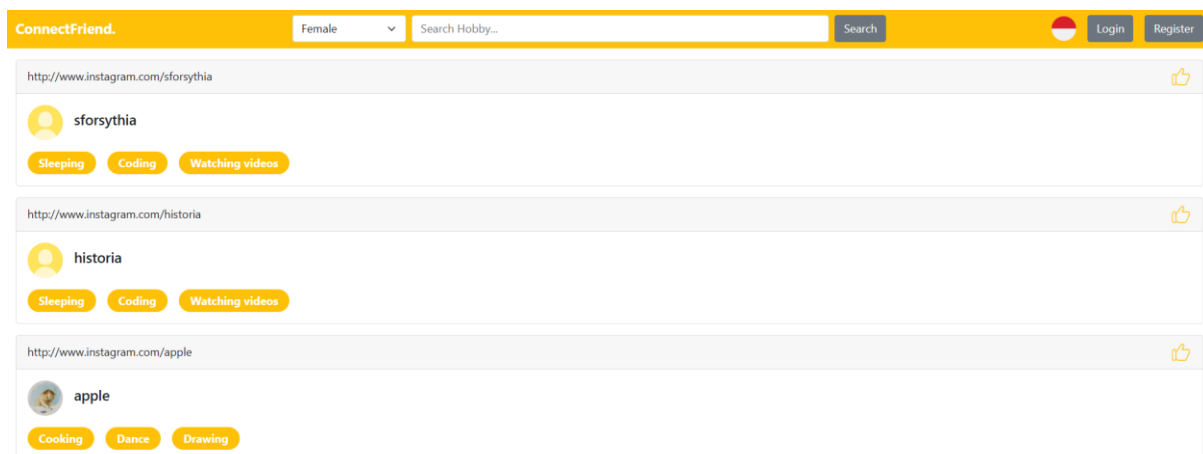 ConnectFriend. Female Search Hobby... Search Login Register
http://www.instagram.com/sforsythia
sforsythia
Sleeping Coding Watching videos
http://www.instagram.com/historia
historia
Sleeping Coding Watching videos
http://www.instagram.com/apple
apple
Cooking Dance Drawing